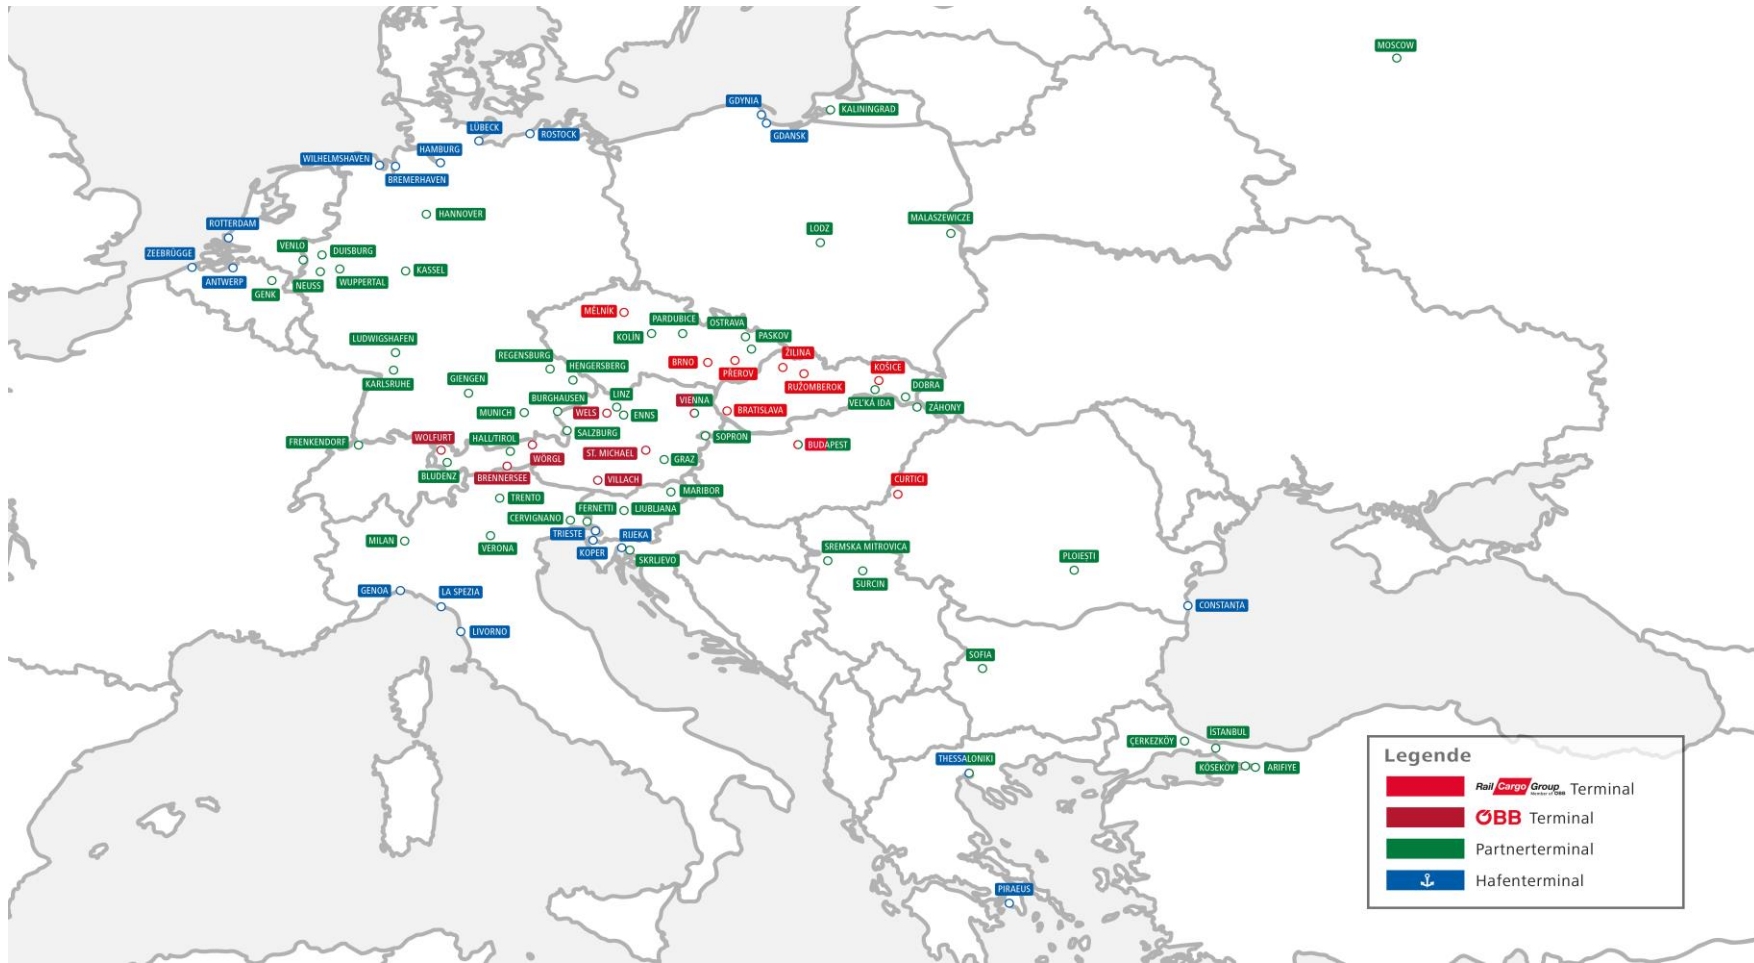 MOSCOW
GDYNIA
KALININGRAD
LÜBECK
ROSTOCK
GDANSK
HAMBURG
WILHELMSHAVEN
BREMERHAVEN
HANNOVER
MALASZEWICZE
ROTTERDAM
LODZ
VENLO
DUISBURG
ZEEBRÜGGE
KASSEL
ANTWERP
NEUSS
WUPPERTAL
GENK
MĚLNÍK
PARDUBICE
OSTRAVA
KOLÍN
PASKOV
LUDWIGSHAFEN
REGENSBURG
ŽILINA
BRNO
HENGERSBERG
KOŠICE
PŘEROV
KARLSRUHE
GIENGEN
RUŽOMBEROK
DOBRA
LINZ
BURGHAUSEN
VIENNA
VEĽKÁ IDA
ZÁHONY
MUNICH
WELS
ENNS
BRATISLAVA
SALZBURG
WOLFURT
HALL/TIROL
SOPRON
FRENKENDORF
BUDAPEST
ST. MICHAEL
WÖRGL
GRAZ
BLUDENZ
BRENNERSEE
VILLACH
CURTICI
MARIBOR
TRENTO
FERNETTI
LJUBLJANA
CERVIGNANO
TRIESTE
RIJEKA
MILAN
VERONA
KOPER
SREMSKA MITROVICA
SKRLJEVO
PLOIEŞTI
SURCIN
GENOA
LA SPEZIA
CONSTANȚA
LIVORNO
SOFIA
ISTANBUL
ÇERKEZKÖY
THESSALONIKI
KÖSEKÖY
ARIFIYE
PIRAEUS
Legende
Rail Cargo Group Terminal
Member of ÖBB
ÖBB Terminal
Partnerterminal
Hafenterminal